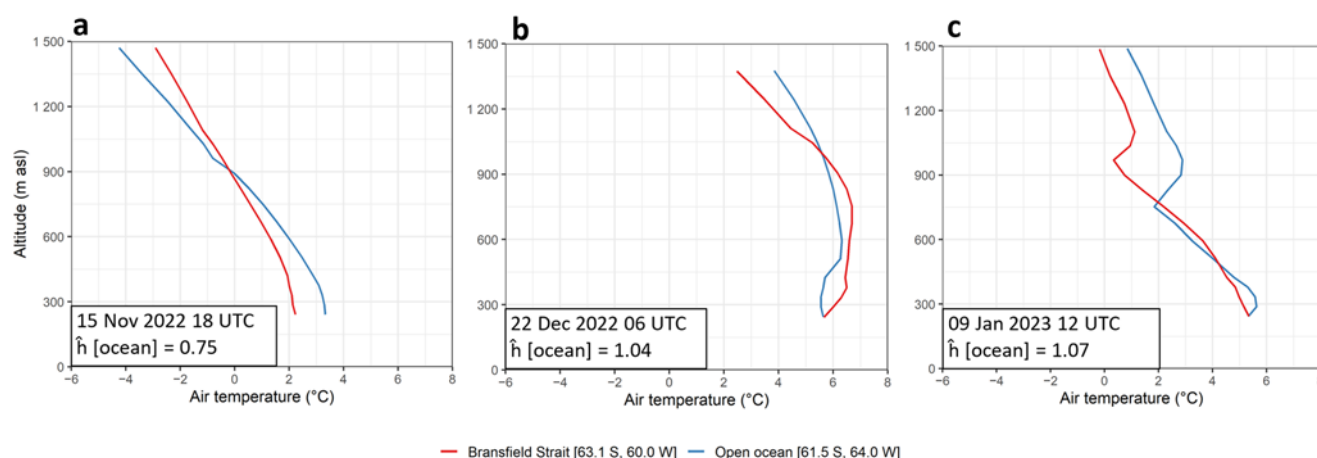 a
1 500
1 200
900
600
300
0
Altitude (m asl)
15 Nov 2022 18 UTC
ĥ [ocean] = 0.75
−6 −4 −2 0 2 4 6 8
Air temperature (°C)
b
1 500
1 200
900
600
300
0
22 Dec 2022 06 UTC
ĥ [ocean] = 1.04
−6 −4 −2 0 2 4 6 8
Air temperature (°C)
c
1 500
1 200
900
600
300
0
09 Jan 2023 12 UTC
ĥ [ocean] = 1.07
−6 −4 −2 0 2 4 6
Air temperature (°C)
Bransfield Strait [63.1 S, 60.0 W] Open ocean [61.5 S, 64.0 W]